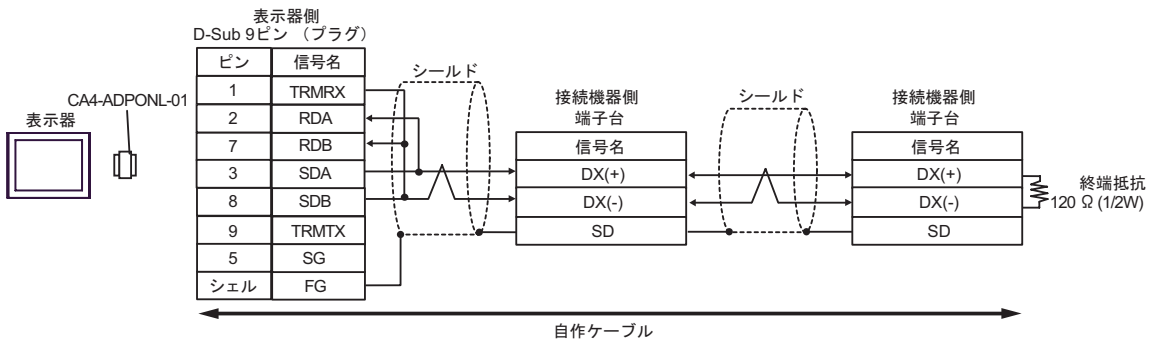 表示器側
D-Sub 9ピン （プラグ）
ピン 信号名
1 TRMRX
2 RDA
7 RDB
3 SDA
8 SDB
9 TRMTX
5 SG
シェル FG
CA4-ADPONL-01
表示器
シールド
接続機器側
端子台
信号名
DX(+)
DX(-)
SD
シールド
接続機器側
端子台
信号名
DX(+)
DX(-)
SD
終端抵抗
120 Ω (1/2W)
自作ケーブル